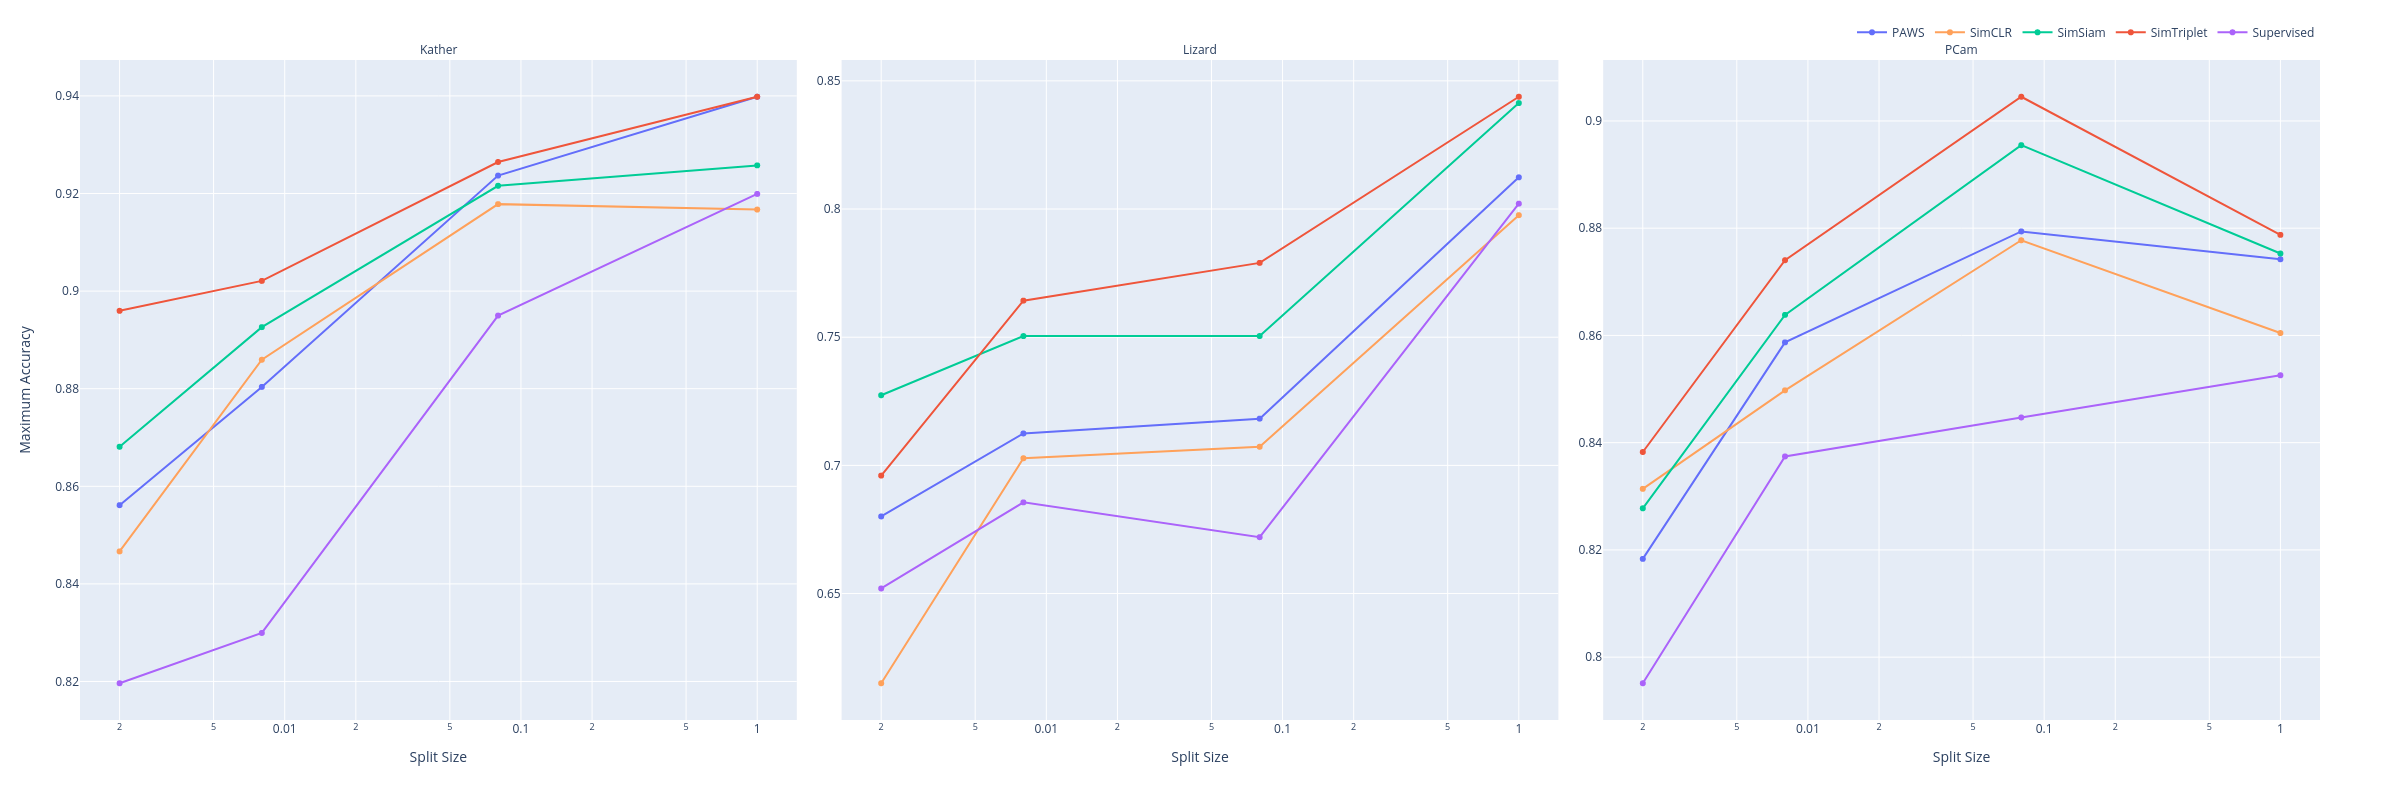 PAWS SimCLR SimSiam SimTriplet Supervised
Kather Lizard PCam
Maximum Accuracy
0.94
0.92
0.9
0.88
0.86
0.84
0.82
2 5 0.01 2 5 0.1 2 5 1
Split Size
0.85
0.8
0.75
0.7
0.65
2 5 0.01 2 5 0.1 2 5 1
Split Size
0.9
0.88
0.86
0.84
0.82
0.8
2 5 0.01 2 5 0.1 2 5 1
Split Size